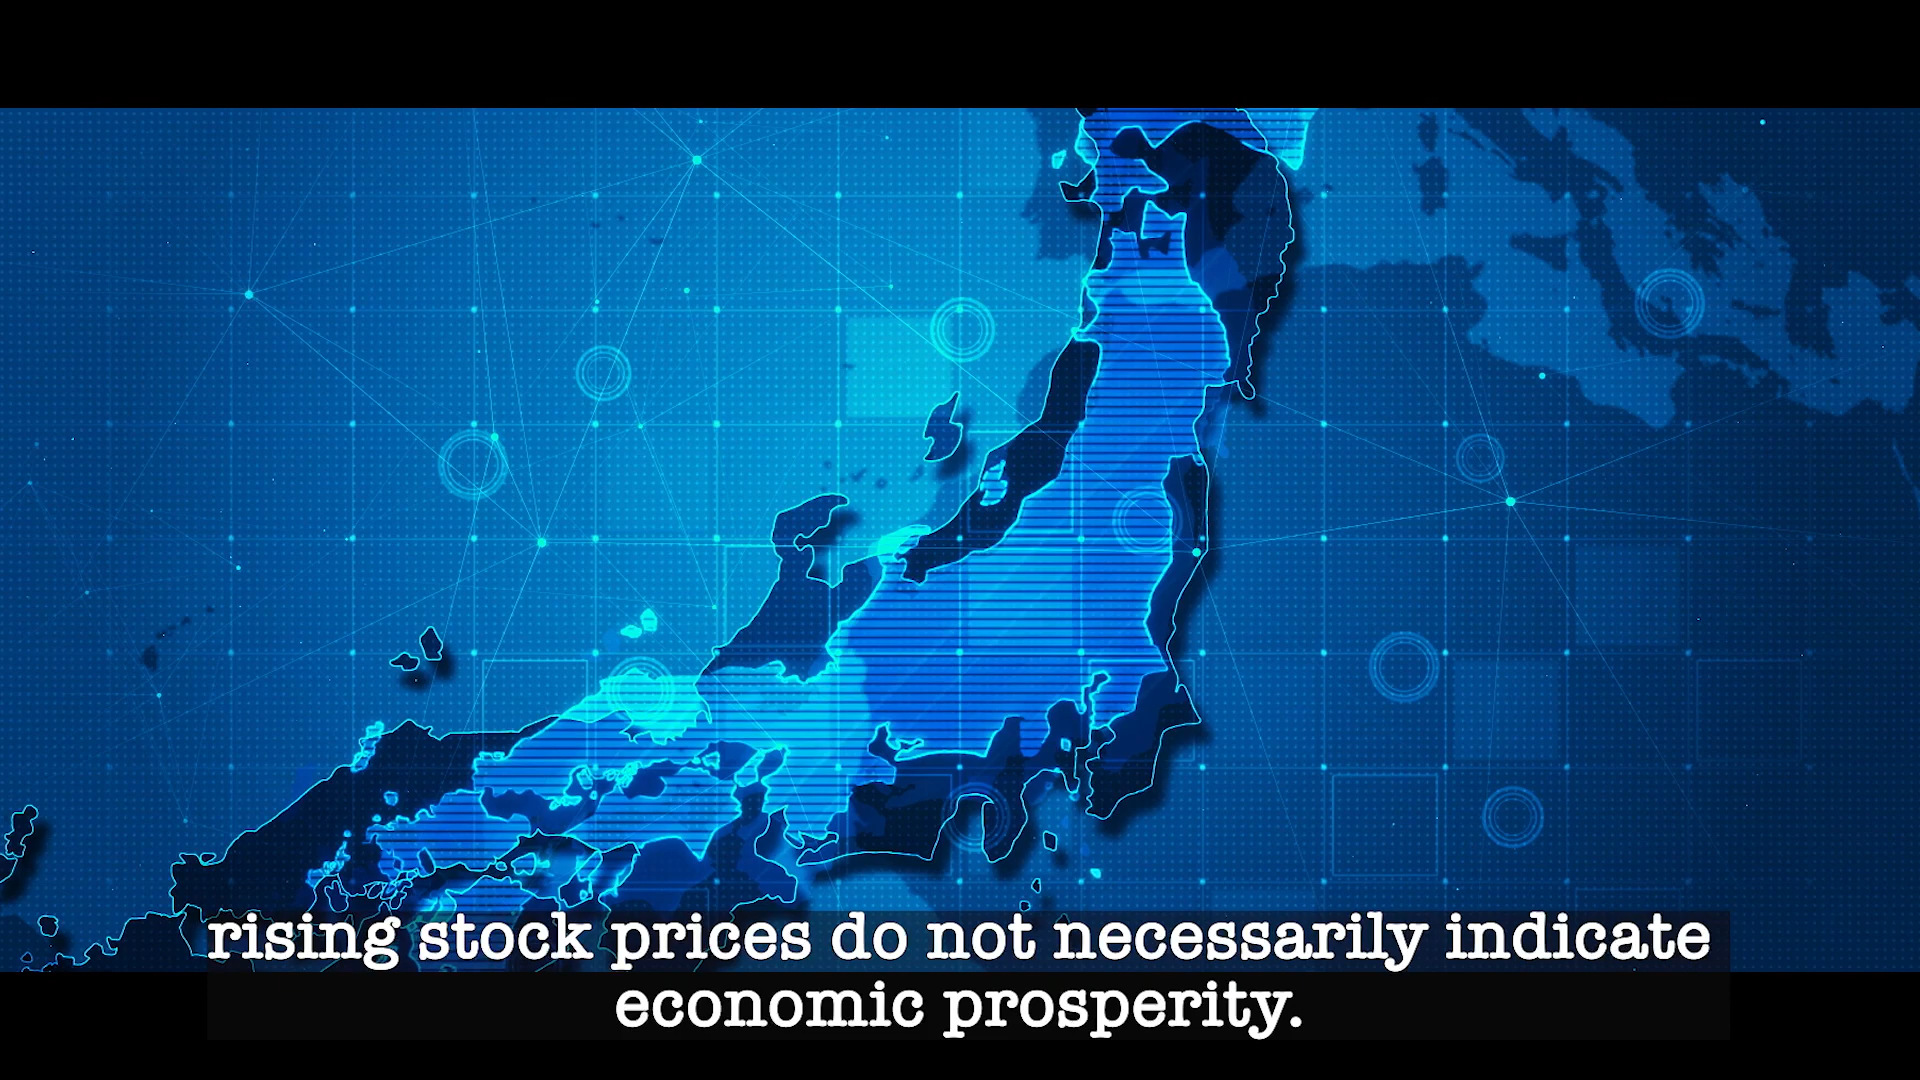 rising stock prices do not necessarily indicate
economic prosperity.